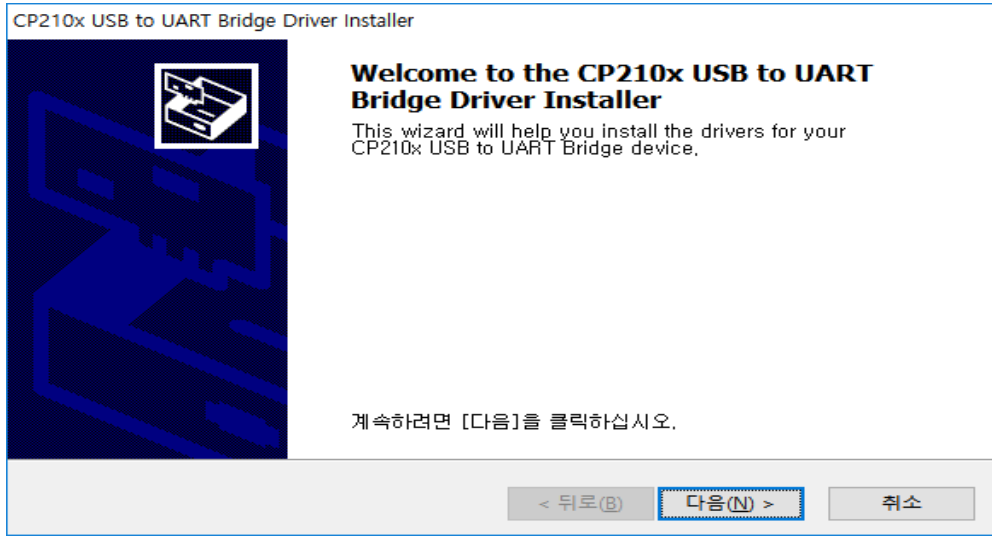 CP210x USB to UART Bridge Driver Installer
Welcome to the CP210x USB to UART
Bridge Driver Installer
This wizard will help you install the drivers for your
CP210x USB to UART Bridge device.
계속하려면 [다음]을 클릭하십시오.
< 뒤로(B) 다음(N) > 취소